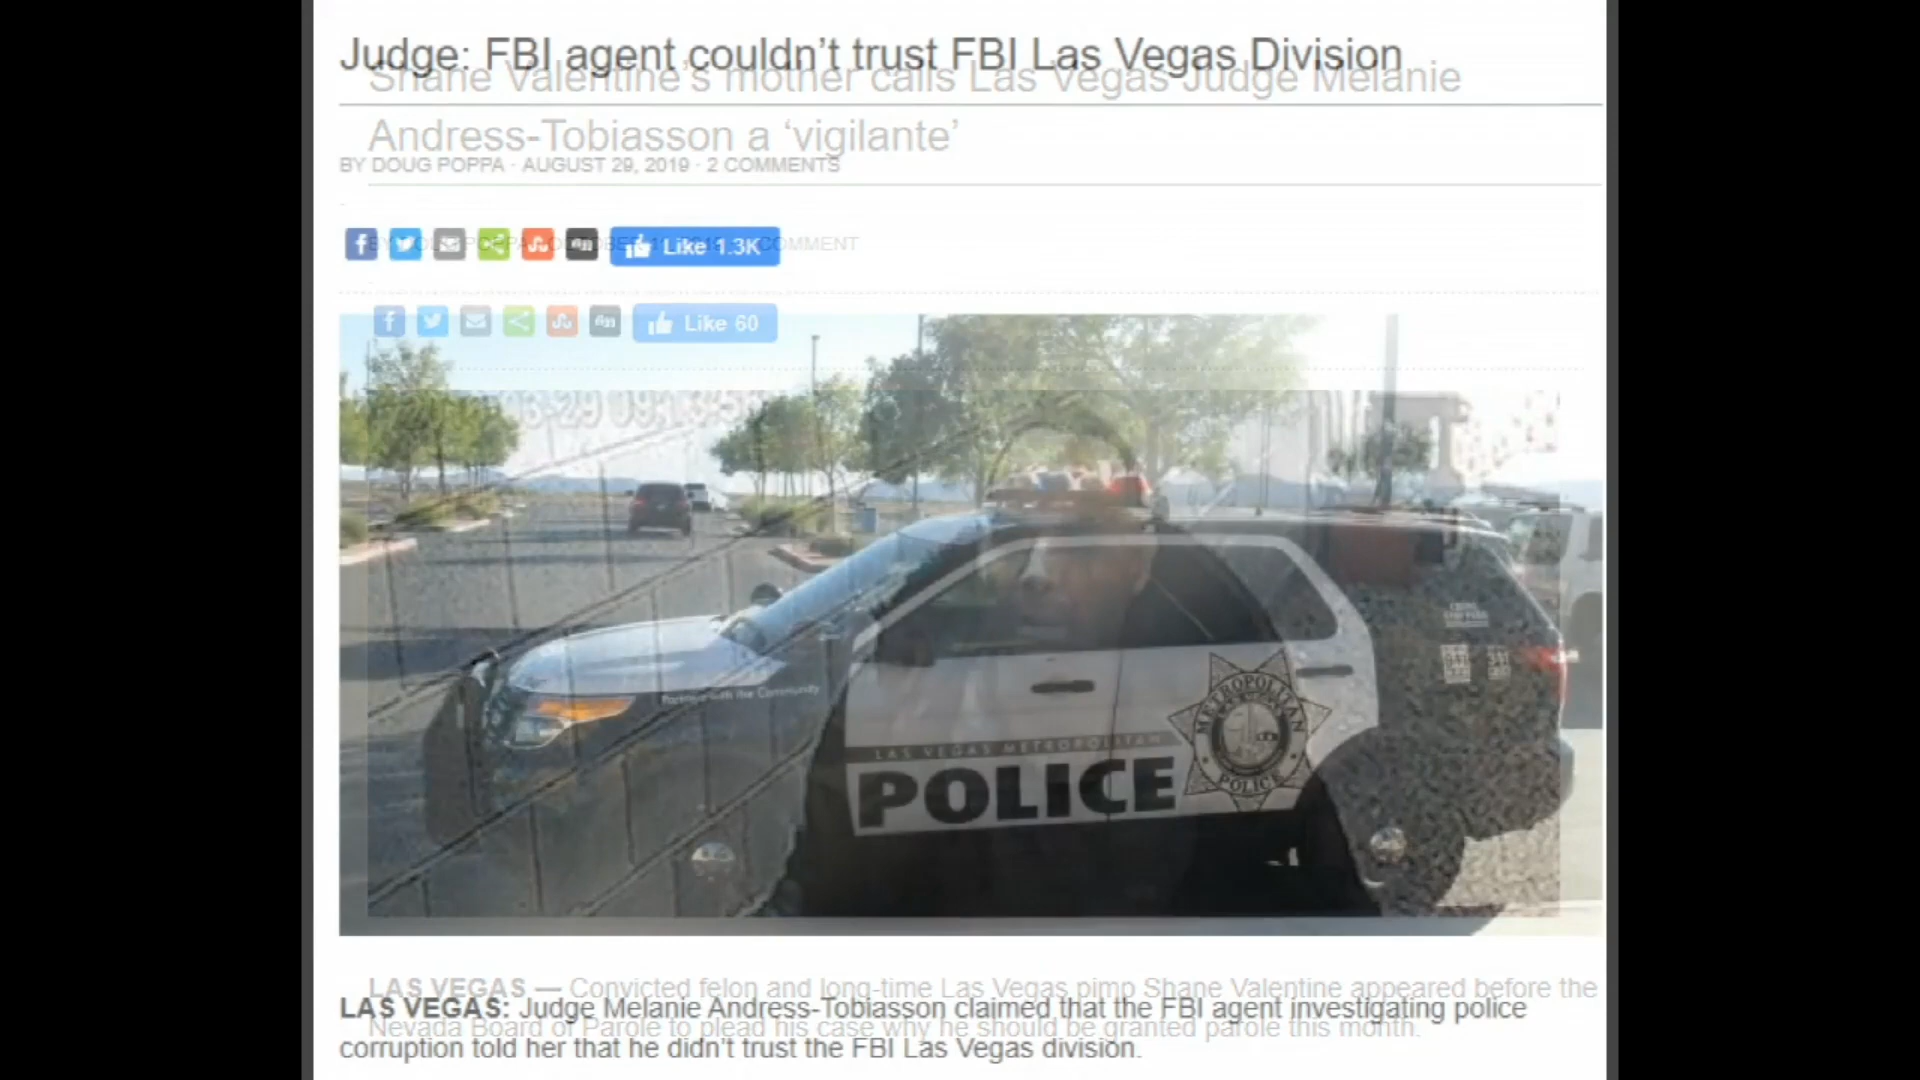 Judge: FBI agent couldn’t trust FBI Las Vegas Division
Shane Valentine’s mother calls Las Vegas Judge Melanie
Andress-Tobiasson a ‘vigilante’
BY DOUG POPPA · AUGUST 29, 2019 · 2 COMMENTS
COMMENT
Like 1.3K
Like 60
Partners with the Community
LAS VEGAS METROPOLITAN
POLICE
METROPOLITAN
POLICE
LAS VEGAS — Convicted felon and long-time Las Vegas pimp Shane Valentine appeared before the
LAS VEGAS: Judge Melanie Andress-Tobiasson claimed that the FBI agent investigating police
Nevada Board of Parole to plead his case why he should be granted parole this month.
corruption told her that he didn’t trust the FBI Las Vegas division.